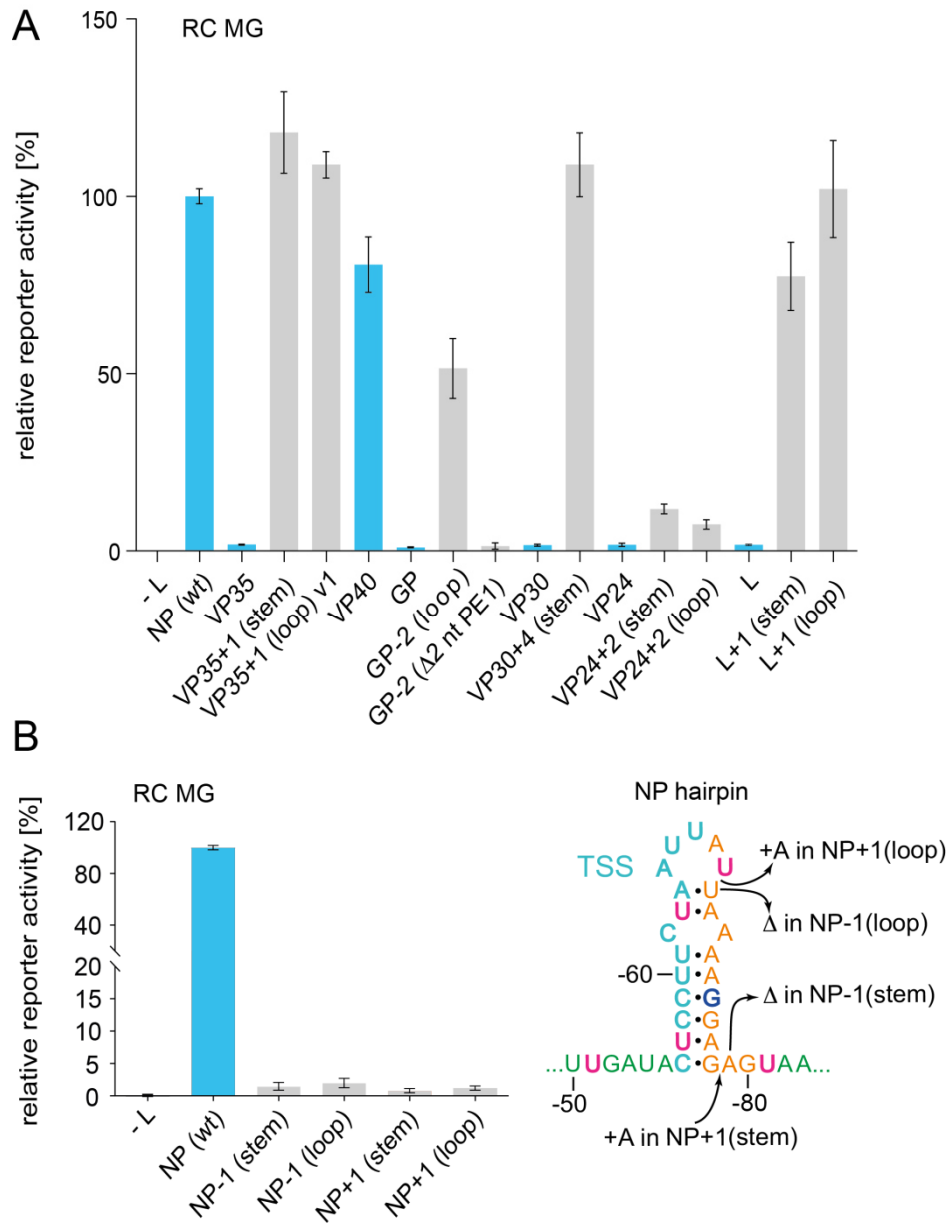 A
RC MG
relative reporter activity [%]
150
100
50
0
- L
NP (wt)
VP35
VP35+1 (stem)
VP35+1 (loop) v1
VP40
GP
GP-2 (loop)
GP-2 (Δ2 nt PE1)
VP30
VP30+4 (stem)
VP24
VP24+2 (stem)
VP24+2 (loop)
L
L+1 (stem)
L+1 (loop)
B
RC MG
relative reporter activity [%]
120
80
40
20
15
10
5
0
- L
NP (wt)
NP-1 (stem)
NP-1 (loop)
NP+1 (stem)
NP+1 (loop)
NP hairpin
U U A
A U
TSS
A U
U A
C A
U A
-60 U A
C G
C G
U A
...UUGAUAC GAGUAA...
-50
-80
+A in NP+1(loop)
Δ in NP-1(loop)
Δ in NP-1(stem)
+A in NP+1(stem)